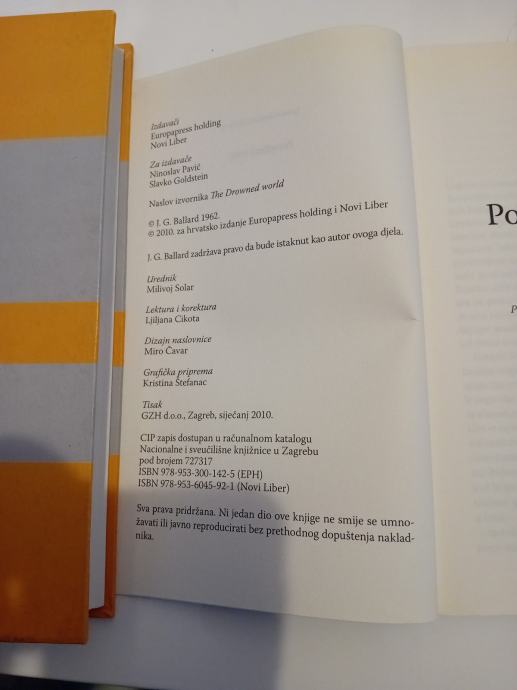 Izdavači
Europapress holding
Novi Liber
Za izdavače
Ninoslav Pavić
Slavko Goldstein
Naslov izvornika The Drowned world
© J. G. Ballard 1962.
© 2010. za hrvatsko izdanje Europapress holding i Novi Liber
J. G. Ballard zadržava pravo da bude istaknut kao autor ovoga djela.
Urednik
Milivoj Solar
Lektura i korektura
Ljiljana Cikota
Dizajn naslovnice
Miro Čavar
Grafička priprema
Kristina Štefanac
Tisak
GZH d.o.o., Zagreb, siječanj 2010.
CIP zapis dostupan u računalnom katalogu
Nacionalne i sveučilišne knjižnice u Zagrebu
pod brojem 727317
ISBN 978-953-300-142-5 (EPH)
ISBN 978-953-6045-92-1 (Novi Liber)
Sva prava pridržana. Ni jedan dio ove knjige ne smije se umno-
žavati ili javno reproducirati bez prethodnog dopuštenja naklad-
nika.
Po
P